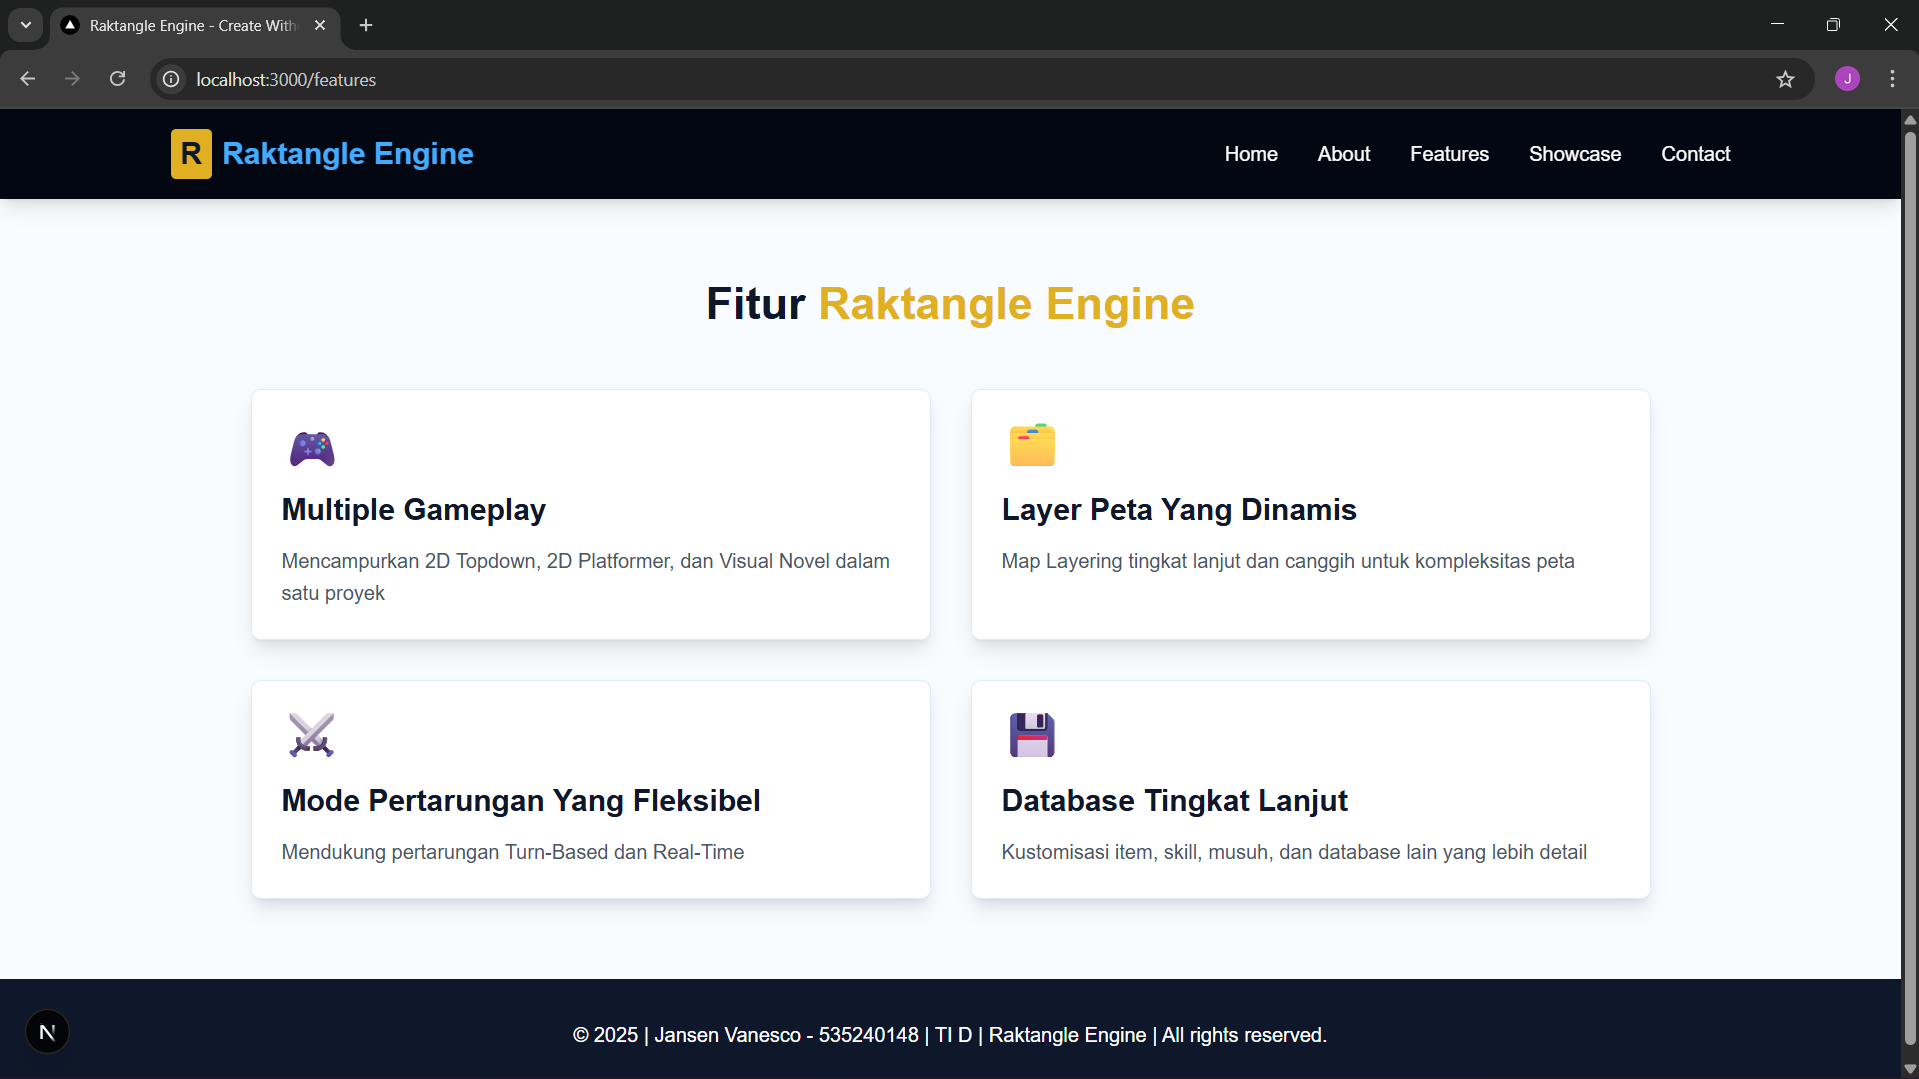 Raktangle Engine - Create With
localhost:3000/features
J
R Raktangle Engine
Home About Features Showcase Contact
Fitur Raktangle Engine
Multiple Gameplay
Mencampurkan 2D Topdown, 2D Platformer, dan Visual Novel dalam
satu proyek
Layer Peta Yang Dinamis
Map Layering tingkat lanjut dan canggih untuk kompleksitas peta
Mode Pertarungan Yang Fleksibel
Mendukung pertarungan Turn-Based dan Real-Time
Database Tingkat Lanjut
Kustomisasi item, skill, musuh, dan database lain yang lebih detail
N
© 2025 | Jansen Vanesco - 535240148 | TI D | Raktangle Engine | All rights reserved.